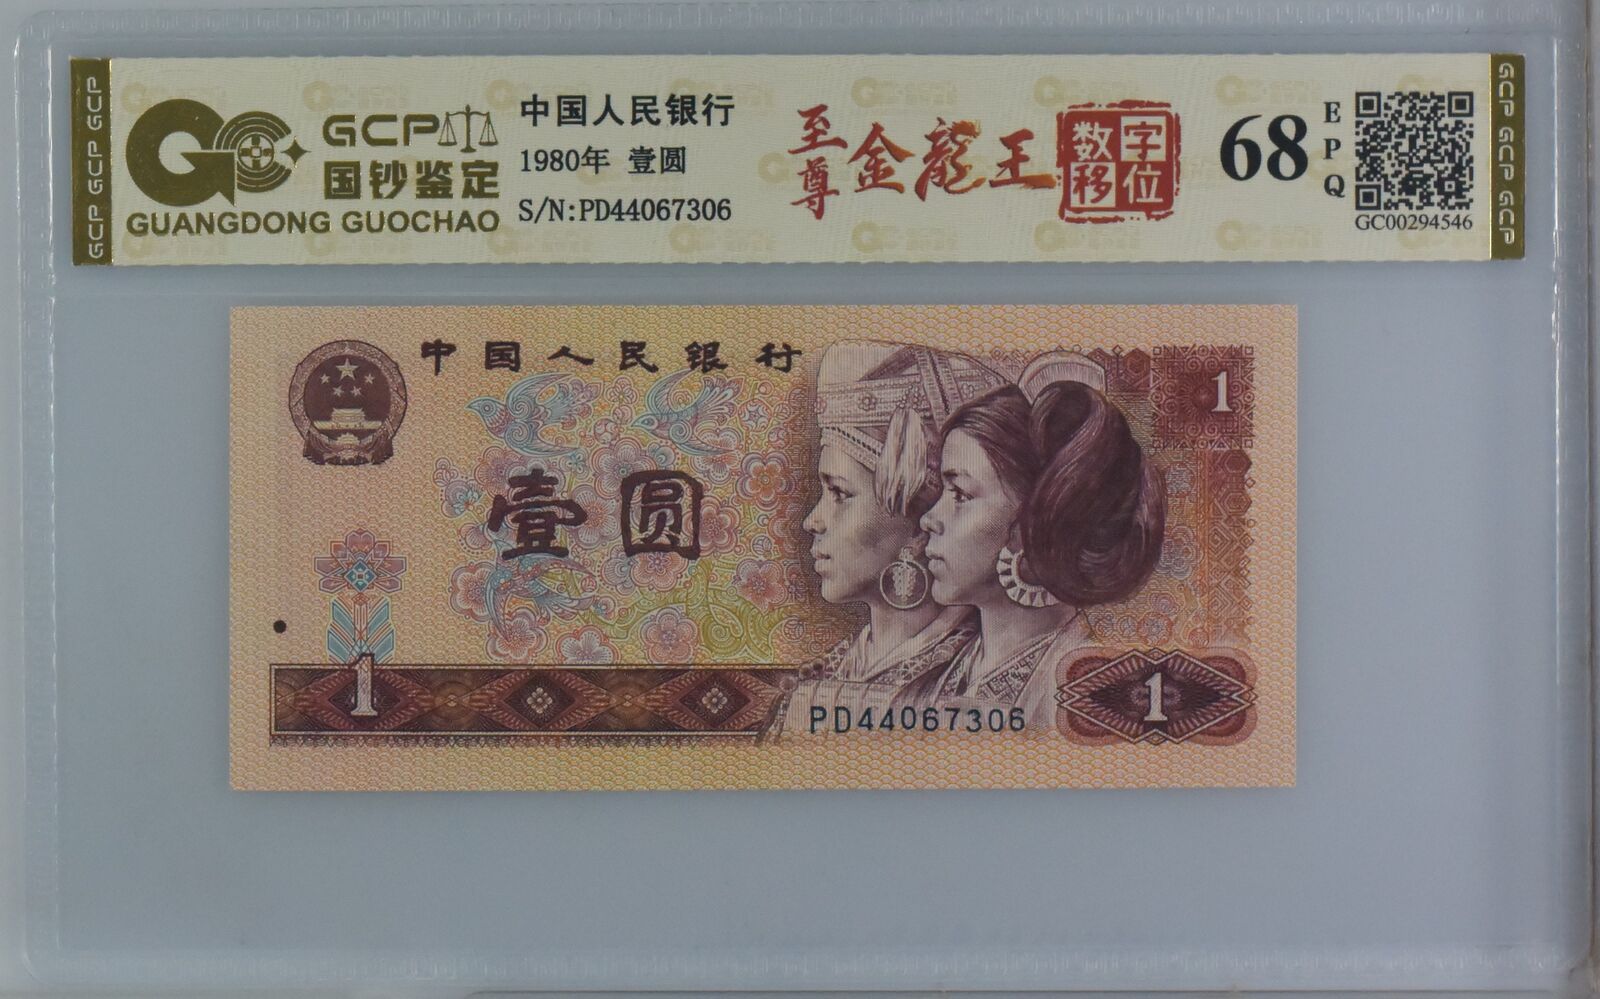 GCP GCP GCP
GCP
国钞鉴定
GUANGDONG GUOCHAO
中国人民银行
1980年 壹圆
S/N:PD44067306
至尊金龍王
数字
移位
68
EPQ
GC00294546
GCP GCP GCP
中国人民银行
1
壹圆
1
PD44067306
1